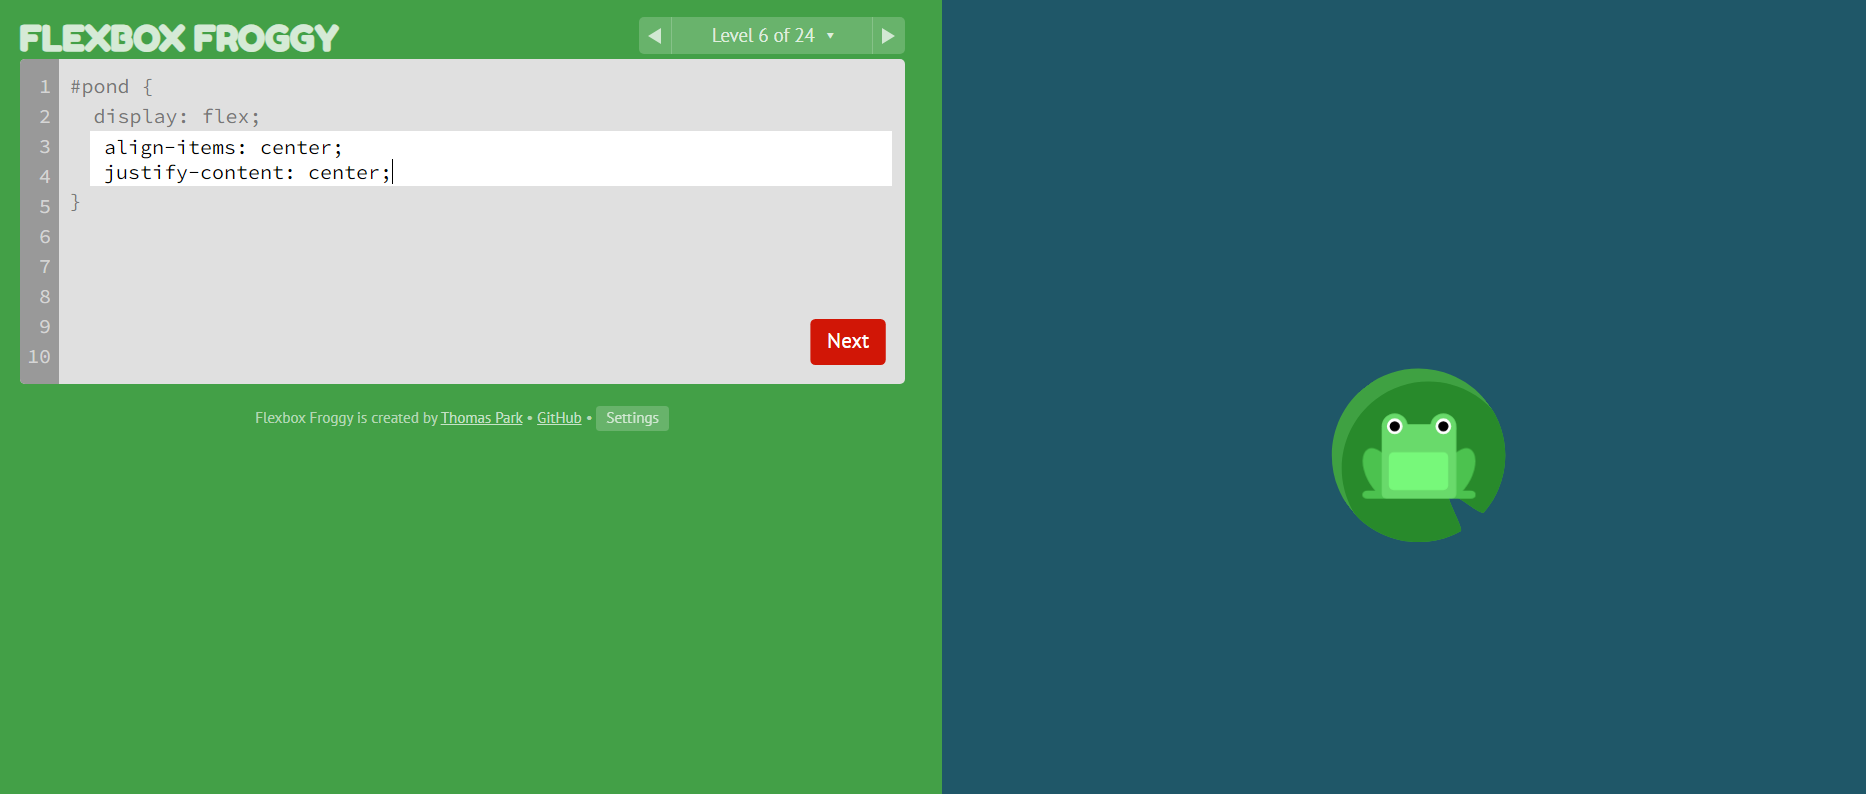 FLEXBOX FROGGY
◀ Level 6 of 24 ▼ ▶
1 #pond {
2 display: flex;
3 align-items: center;
4 justify-content: center;
5 }
6
7
8
9
10
Next
Flexbox Froggy is created by Thomas Park • GitHub • Settings